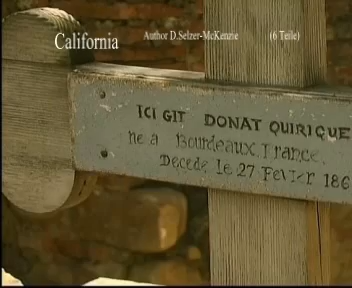 California
Author D.Selzer-McKenzie (6 Teile)
ICI GIT DONAT QUIRIQUE
ne a Bourdeaux, France.
Decede Le 27 Fevier 186